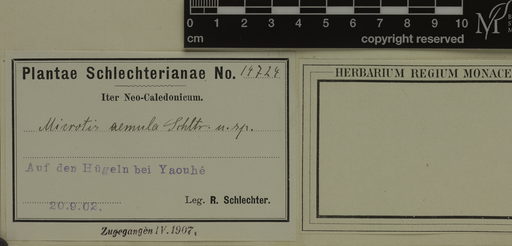 0 1 2 3 4 5 6 7 8 9 10
cm copyright reserved
M
Plantae Schlechterianae No. 14724
Iter Neo-Caledonicum.
Microtis aemula Schltr. n. sp.
Auf den Hügeln bei Yaouhé
20.9.02. Leg. R. Schlechter.
Zugegangen IV. 1907.
HERBARIUM REGIUM MONACE